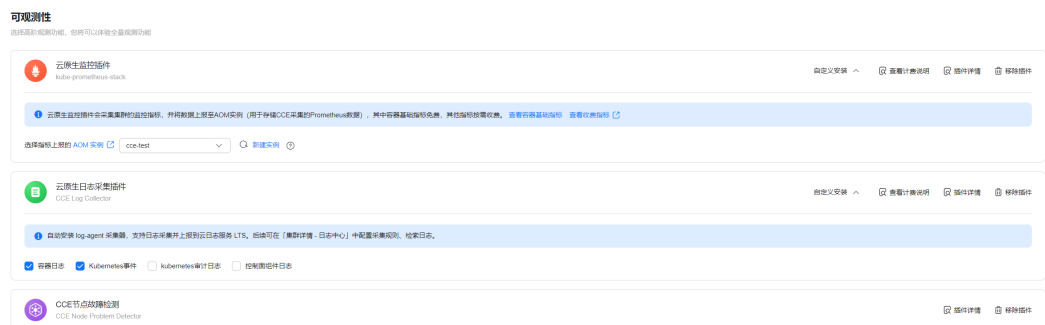 可观测性
选择高阶观测功能，您将可以体验全量观测功能
云原生监控插件
kube-prometheus-stack
自定义安装 查看计费说明 插件详情 移除插件
云原生监控插件会采集集群的监控指标，并将数据上报至AOM实例（用于存储CCE采集的Prometheus数据），其中容器基础指标免费，其他指标按需收费。 查看容器基础指标 查看收费指标
选择指标上报的 AOM 实例 cce-test 新建实例
云原生日志采集插件
CCE Log Collector
自定义安装 查看计费说明 插件详情 移除插件
自动安装 log-agent 采集器，支持日志采集并上报到云日志服务 LTS。后续可在「集群详情 - 日志中心」中配置采集规则、检索日志。
容器日志 Kubernetes事件 kubernetes审计日志 控制面组件日志
CCE节点故障检测
CCE Node Problem Detector
插件详情 移除插件